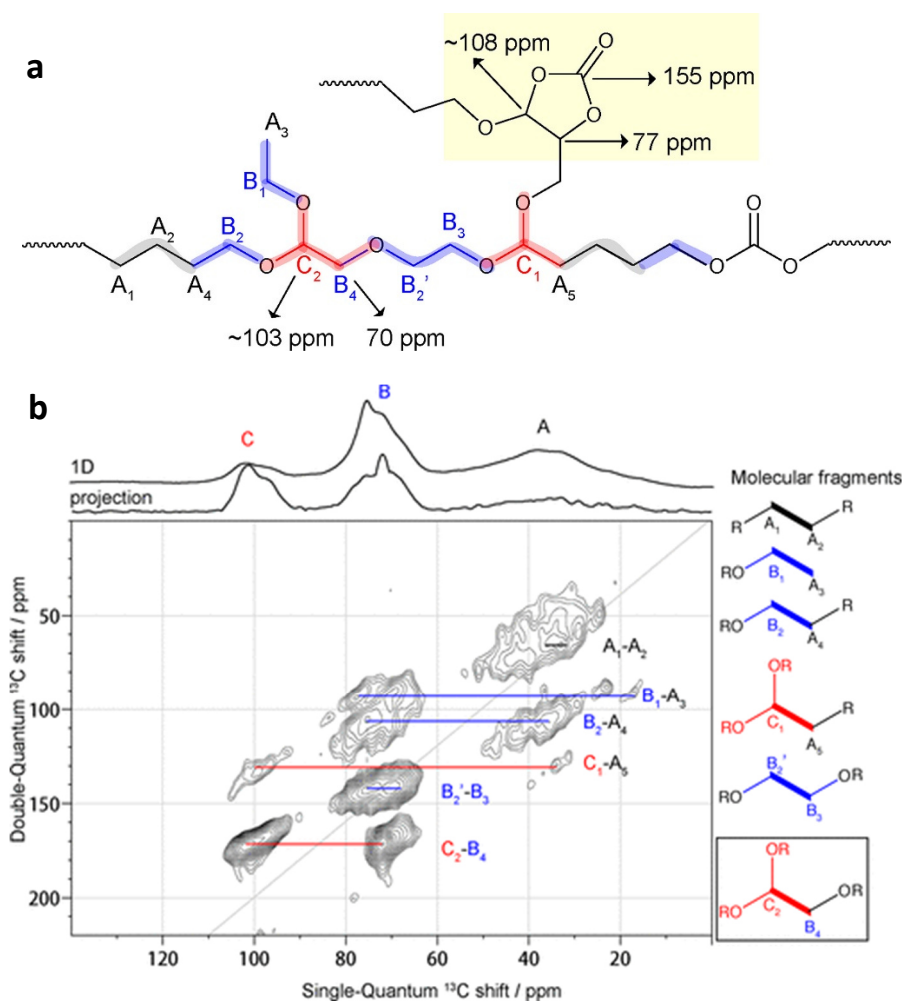 a
~108 ppm
O
O
155 ppm
O
O
77 ppm
A3
B1
O
O
O
A2
B2
O
B3
O
A1
A4
O
C2
B4
B2'
O
C1
A5
O
O
~103 ppm
70 ppm
b
C
B
A
1D
projection
Molecular fragments
R
A1
A2
R
RO
B1
A3
RO
B2
A4
R
OR
RO
C1
A5
R
RO
B2'
B3
OR
OR
RO
C2
B4
OR
A1-A2
B1-A3
B2-A4
C1-A5
B2'-B3
C2-B4
50
100
150
200
Double-Quantum ¹³C shift / ppm
120
100
80
60
40
20
Single-Quantum ¹³C shift / ppm